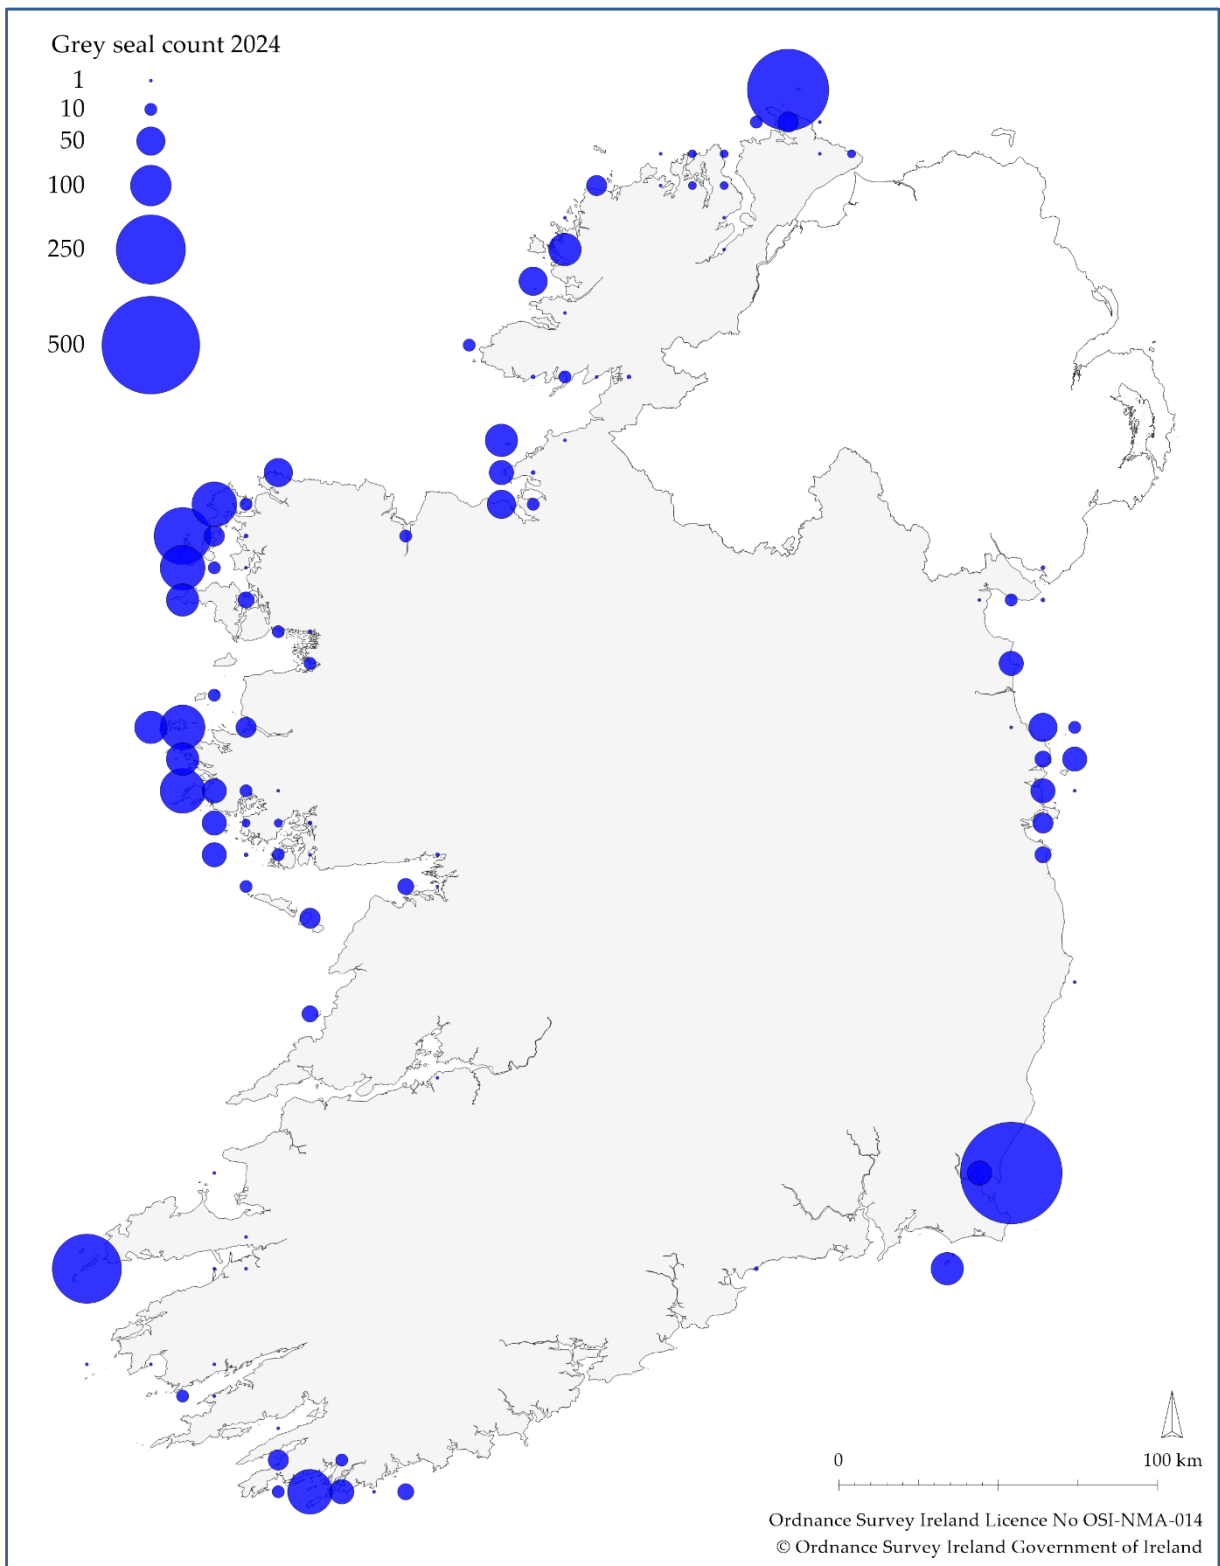 Grey seal count 2024
1
10
50
100
250
500
0 100 km
Ordnance Survey Ireland Licence No OSI-NMA-014
© Ordnance Survey Ireland Government of Ireland